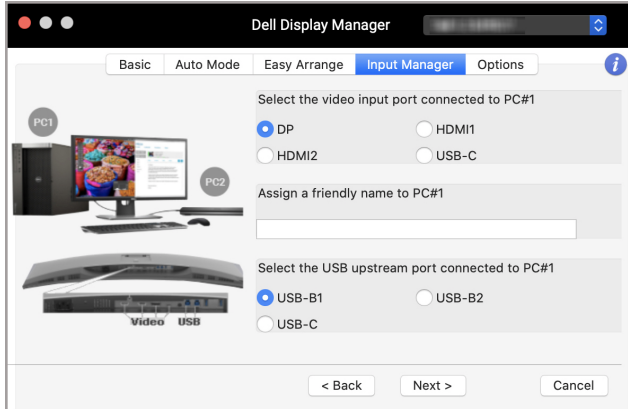 Dell Display Manager
Basic Auto Mode Easy Arrange Input Manager Options i
Select the video input port connected to PC#1
PC1
DP HDMI1
HDMI2 USB-C
PC2
Assign a friendly name to PC#1
Select the USB upstream port connected to PC#1
USB-B1 USB-B2
Video USB
USB-C
< Back Next > Cancel